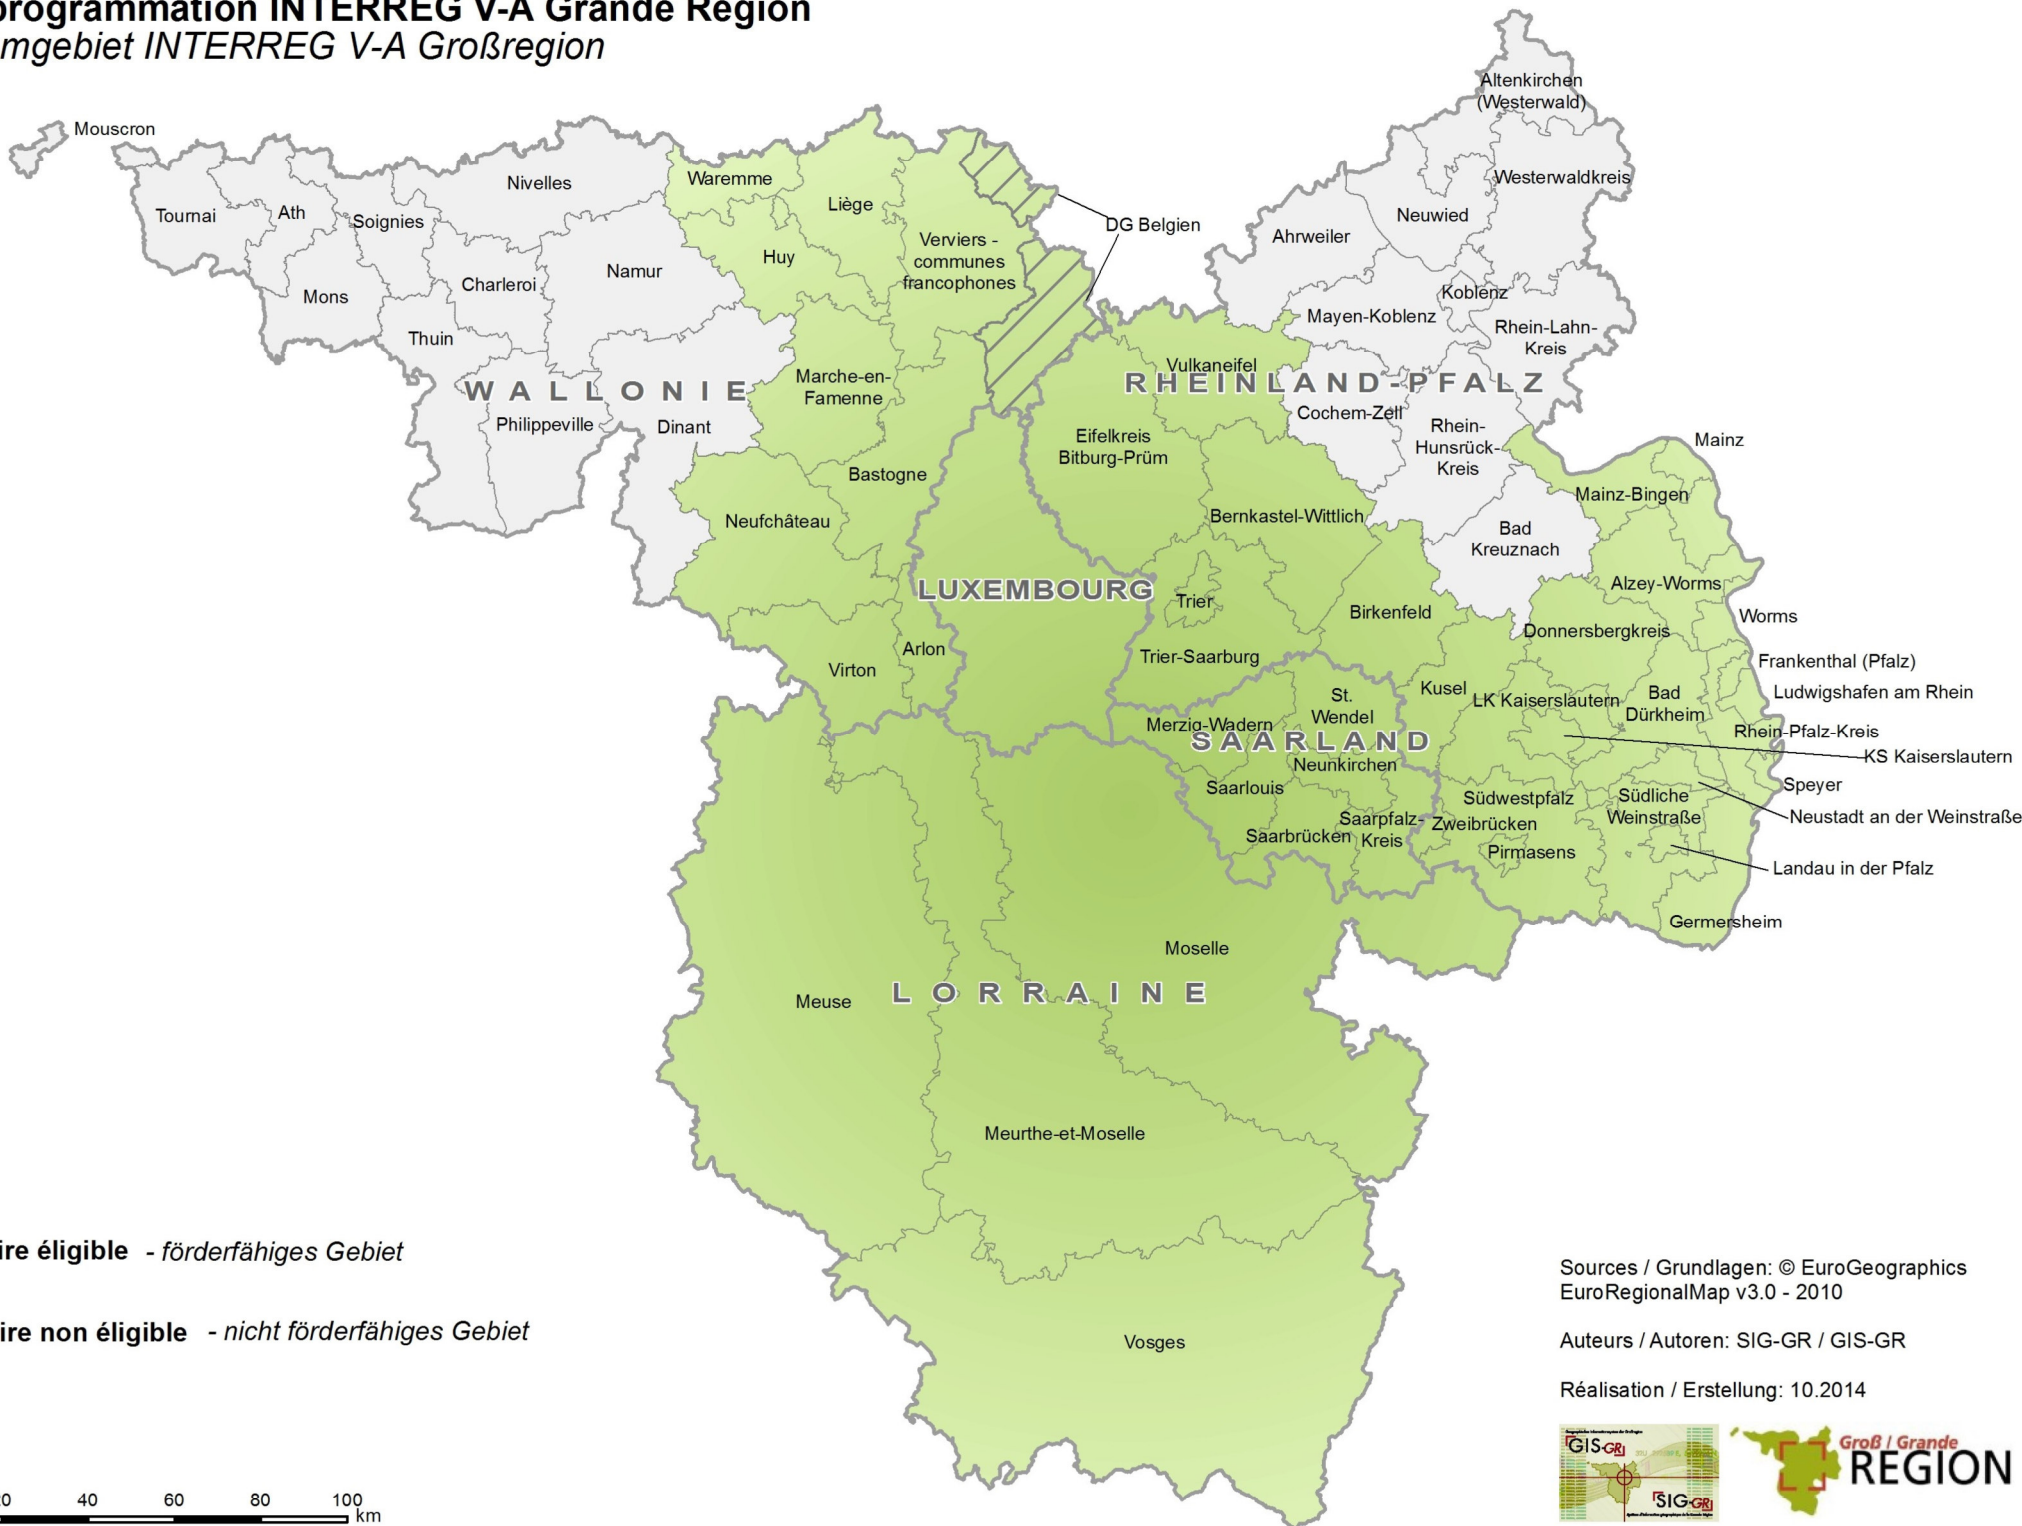 programmation INTERREG V-A Grande Région
mgebiet INTERREG V-A Großregion
Mouscron
Tournai
Ath
Soignies
Nivelles
Mons
Charleroi
Namur
Thuin
Philippeville
Dinant
WALLONIE
Waremme
Liège
Huy
Verviers -
communes
francophones
DG Belgien
Marche-en-
Famenne
Bastogne
Neufchâteau
Virton
Arlon
LUXEMBOURG
Altenkirchen
(Westerwald)
Westerwaldkreis
Neuwied
Ahrweiler
Koblenz
Mayen-Koblenz
Rhein-Lahn-
Kreis
Vulkaneifel
RHEINLAND-PFALZ
Cochem-Zell
Rhein-
Hunsrück-
Kreis
Eifelkreis
Bitburg-Prüm
Mainz
Mainz-Bingen
Bernkastel-Wittlich
Bad
Kreuznach
Alzey-Worms
Trier
Birkenfeld
Worms
Donnersbergkreis
Trier-Saarburg
Frankenthal (Pfalz)
Kusel
LK Kaiserslautern
Bad
Dürkheim
Ludwigshafen am Rhein
Rhein-Pfalz-Kreis
KS Kaiserslautern
St.
Wendel
Merzig-Wadern
SAARLAND
Neunkirchen
Saarlouis
Saarbrücken
Saarpfalz-
Kreis
Südwestpfalz
Zweibrücken
Pirmasens
Südliche
Weinstraße
Speyer
Neustadt an der Weinstraße
Landau in der Pfalz
Germersheim
Moselle
Meuse
LORRAINE
Meurthe-et-Moselle
Vosges
ire éligible - förderfähiges Gebiet
ire non éligible - nicht förderfähiges Gebiet
0 40 60 80 100
km
Sources / Grundlagen: © EuroGeographics
EuroRegionalMap v3.0 - 2010
Auteurs / Autoren: SIG-GR / GIS-GR
Réalisation / Erstellung: 10.2014
GIS-GR
SIG-GR
Groß / Grande
REGION